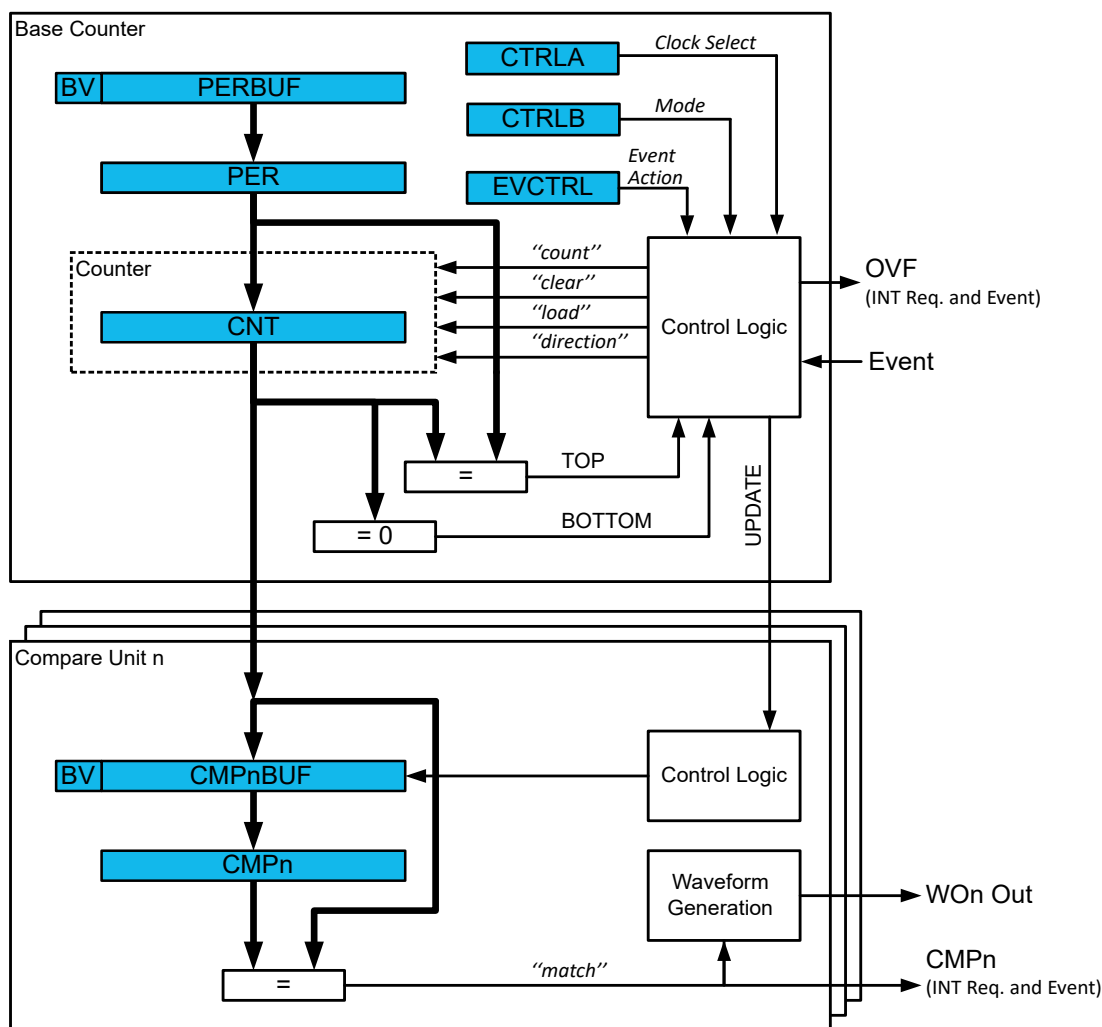 Base Counter
CTRLA
Clock Select
BV
PERBUF
CTRLB
Mode
PER
EVCTRL
Event
Action
Counter
CNT
“count”
“clear”
“load”
“direction”
Control Logic
OVF
(INT Req. and Event)
Event
=
TOP
= 0
BOTTOM
UPDATE
Compare Unit n
BV
CMPnBUF
Control Logic
CMPn
Waveform
Generation
WOn Out
=
“match”
CMPn
(INT Req. and Event)